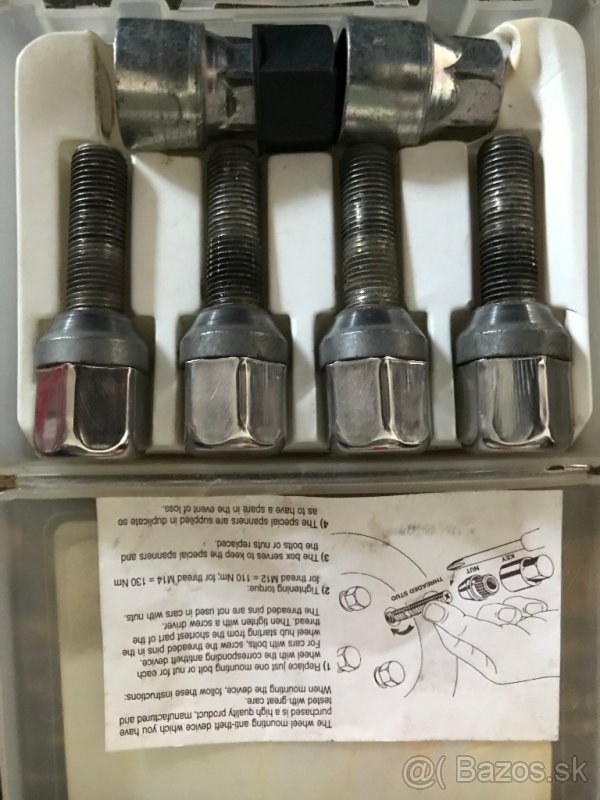 The wheel mounting anti-theft device which you have
purchased is a high quality product, manufactured and
tested with great care.
When mounting the device, follow these instructions:
1) Replace just one mounting bolt or nut for each
wheel with the corresponding antitheft device.
For cars with bolts, screw the threaded pins in the
wheel hub starting from the shortest part of the
thread. Then tighten with a screw driver.
The threaded pins are not used in cars with nuts.
2) Tightening torque:
for thread M12 = 110 Nm; for thread M14 = 130 Nm
3) The box serves to keep the special spanners and
the bolts or nuts replaced.
4) The special spanners are supplied in duplicate so
as to have a spare in the event of loss.
THREADED STUD
NUT
KEY
@( Bazos.sk